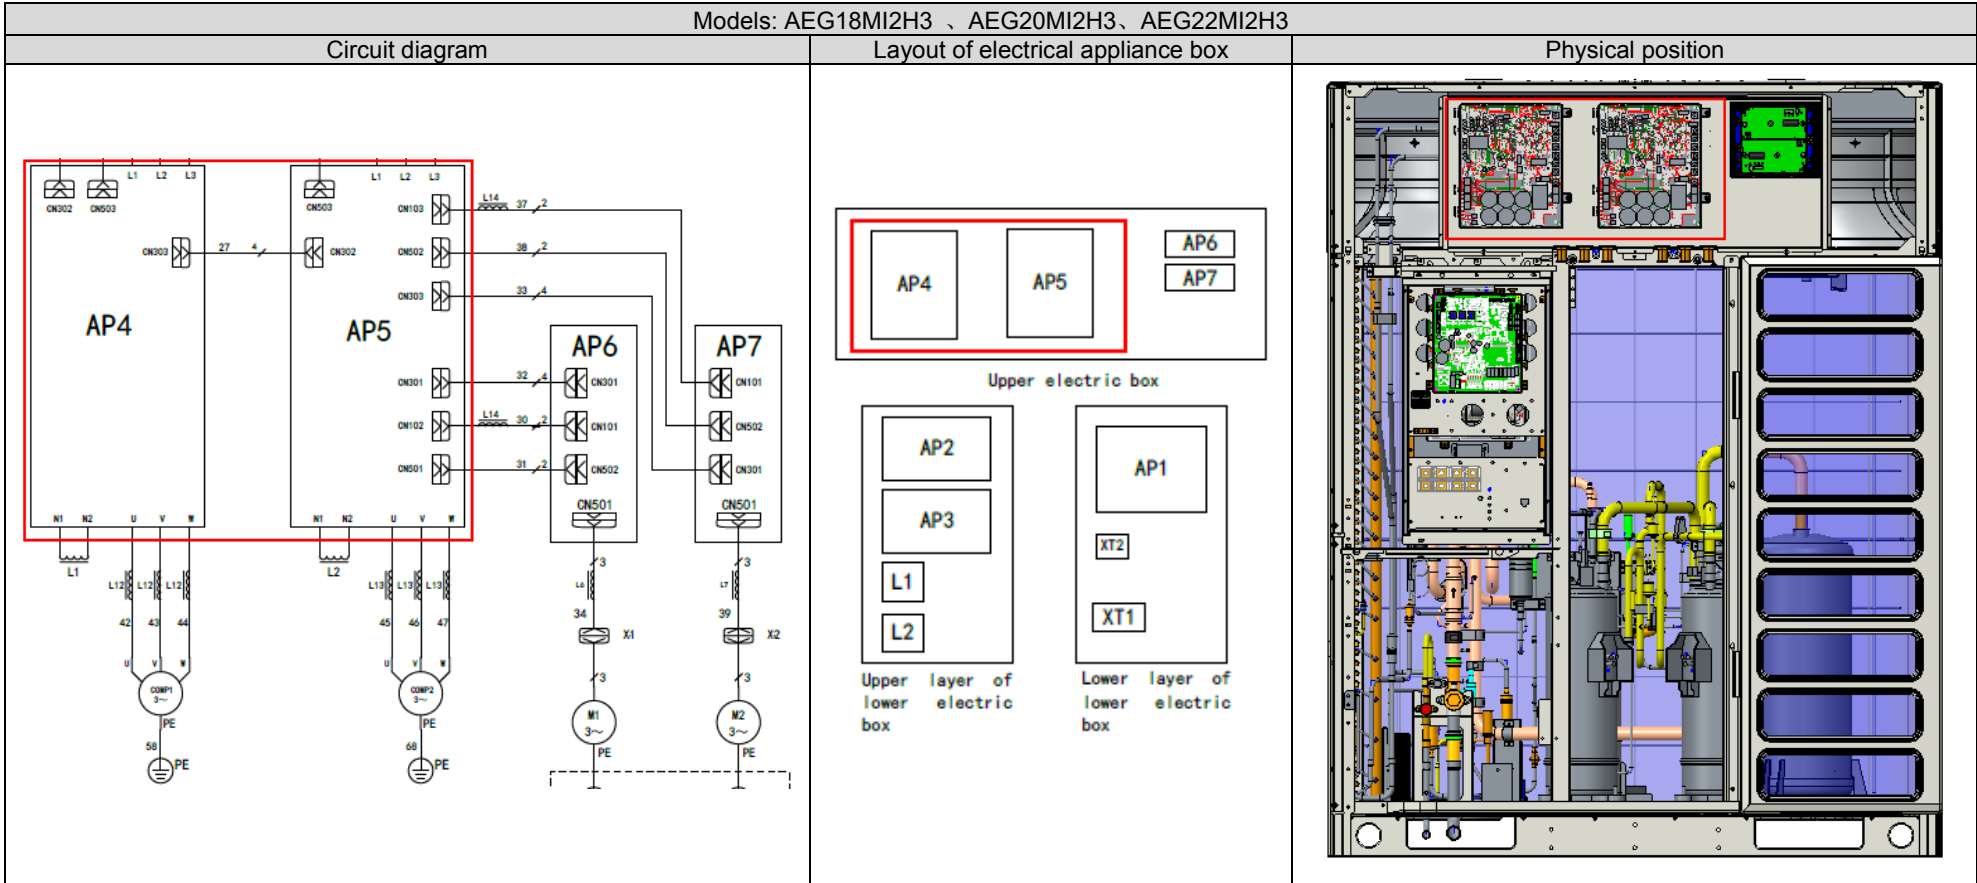 Models: AEG18MI2H3 、AEG20MI2H3、AEG22MI2H3
Circuit diagram
Layout of electrical appliance box
Physical position
L1 L2 L3
CN302 CN503
CN303
27 4
AP4
N1 N2 U V W
L1
L12 L12 L12
42 43 44
U V W
COMP1
3~
PE
58
PE
L1 L2 L3
CN503
CN302
AP5
CN103
CN502
CN303
CN301
CN102
CN501
L14 37 2
38 2
33 4
32 4
L14
30 2
31 2
N1 N2 U V W
L2
L13 L13 L13
45 46 47
U V W
COMP2
3~
PE
68
PE
AP6
CN301
CN101
CN502
CN501
3
L6
34
X1
3
M1
3~
PE
AP7
CN101
CN502
CN301
CN501
3
L7
39
X2
3
M2
3~
PE
AP4
AP5
AP6
AP7
Upper electric box
AP2
AP3
L1
L2
Upper layer of
lower electric
box
AP1
XT2
XT1
Lower layer of
lower electric
box